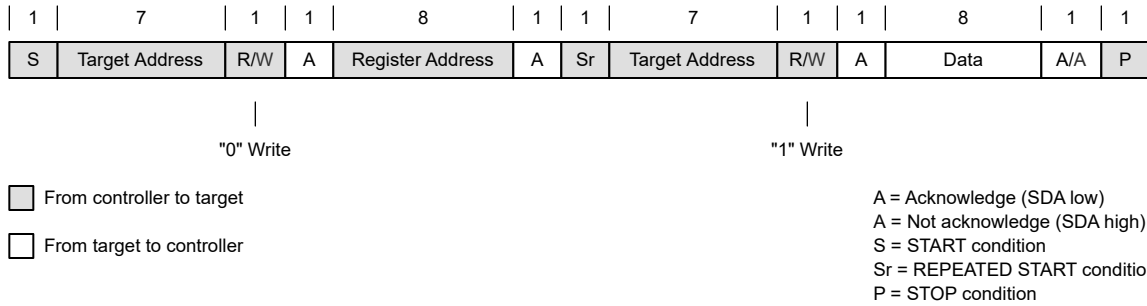 1 7 1 1 8 1 1 7 1 1 8 1 1
S Target Address R/W A Register Address A Sr Target Address R/W A Data A/A P
"0" Write "1" Write
From controller to target
From target to controller
A = Acknowledge (SDA low)
A = Not acknowledge (SDA high)
S = START condition
Sr = REPEATED START conditio
P = STOP condition